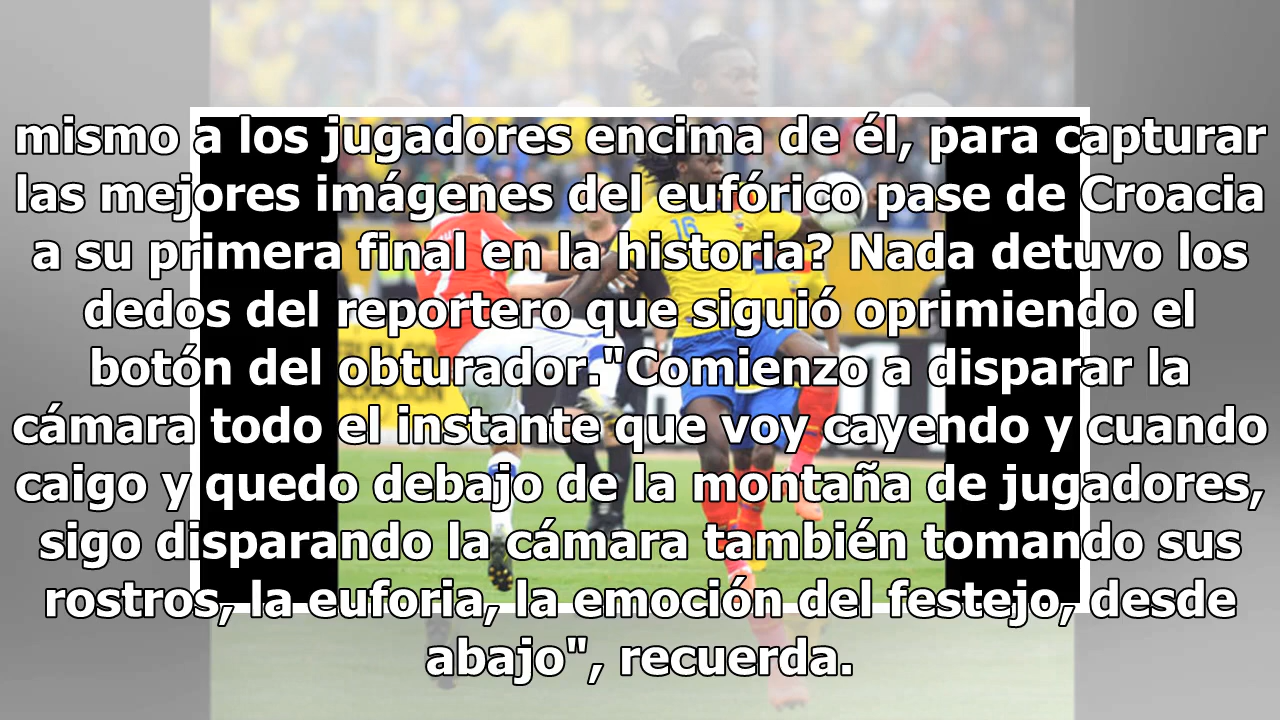 mismo a los jugadores encima de él, para capturar
las mejores imágenes del eufórico pase de Croacia
a su primera final en la historia? Nada detuvo los
dedos del reportero que siguió oprimiendo el
botón del obturador."Comienzo a disparar la
cámara todo el instante que voy cayendo y cuando
caigo y quedo debajo de la montaña de jugadores,
sigo disparando la cámara también tomando sus
rostros, la euforia, la emoción del festejo, desde
abajo", recuerda.
16